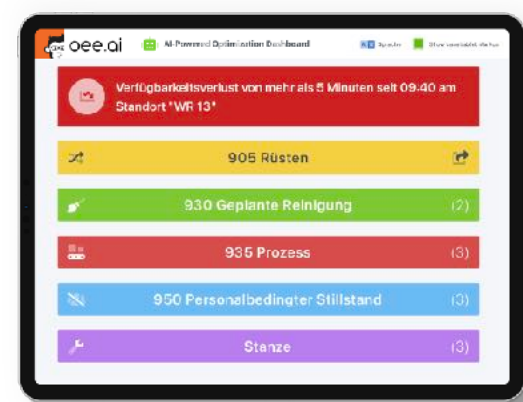 oee.ai
AI-Powered Optimization Dashboard
Sprache
Verfügbarkeitsverlust von mehr als 5 Minuten seit 09:40 am
Standort "WR 13"
905 Rüsten
930 Geplante Reinigung (2)
935 Prozess (3)
950 Personalbedingter Stillstand (3)
Stanze (3)